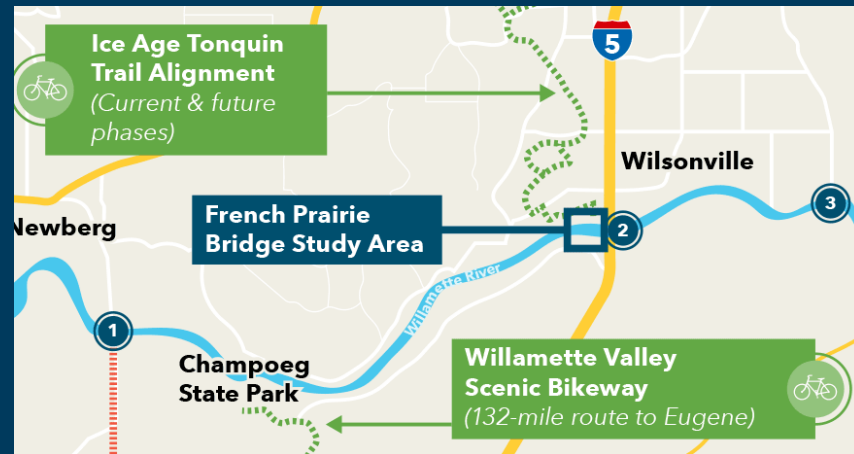 Ice Age Tonquin
Trail Alignment
(Current & future
phases)
5
Wilsonville
3
French Prairie
Bridge Study Area
2
Newberg
Willamette River
1
Champoeg
State Park
Willamette Valley
Scenic Bikeway
(132-mile route to Eugene)